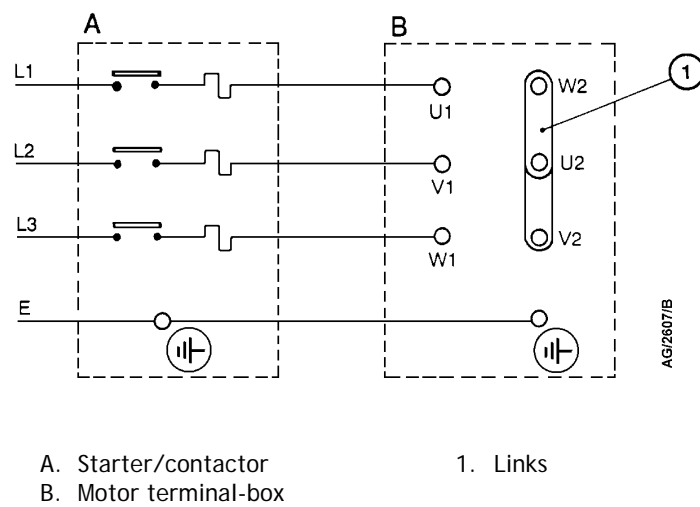 A
B
L1
W2
1
U1
L2
U2
V1
L3
V2
W1
E
AG/2607/B
A. Starter/contactor
1. Links
B. Motor terminal-box